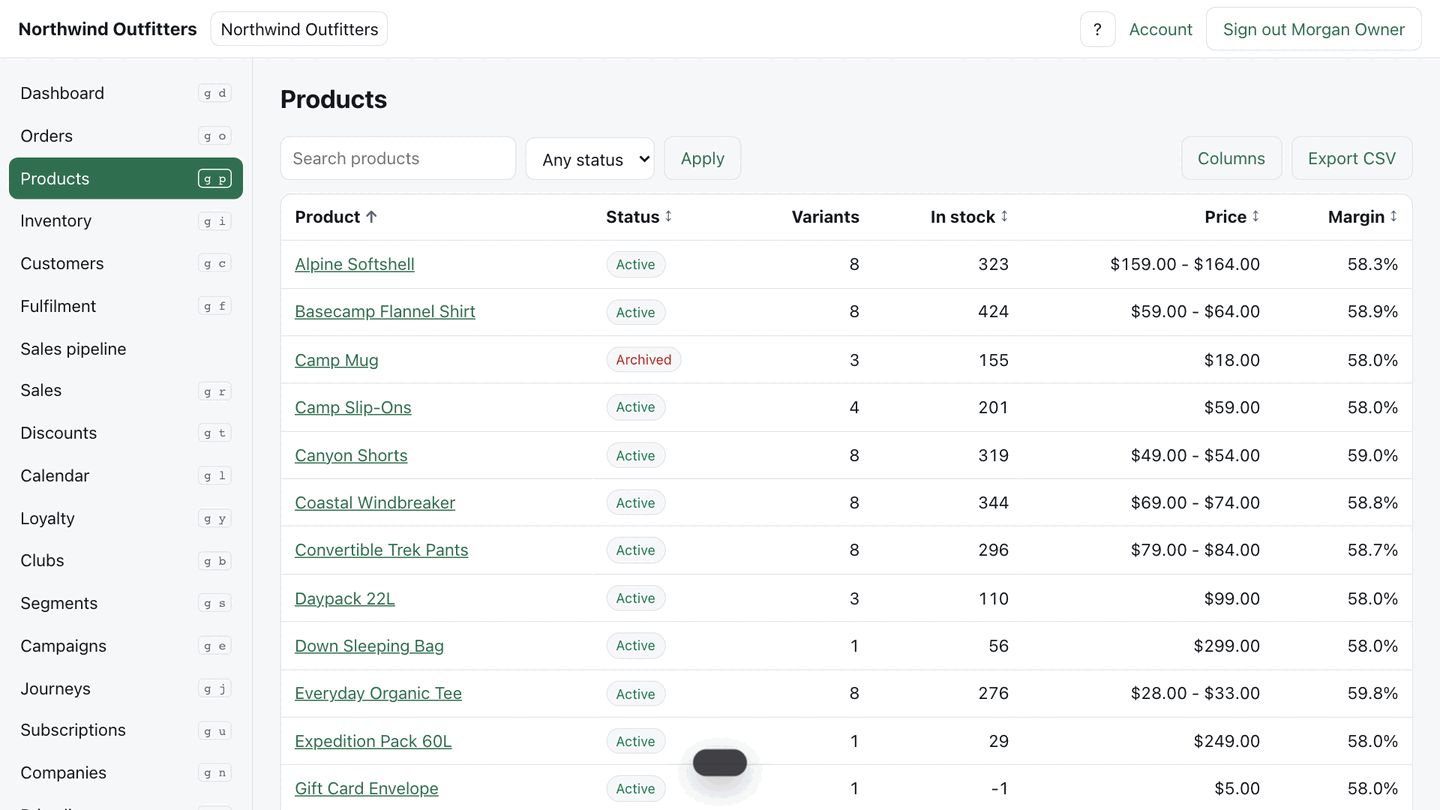 Northwind Outfitters Northwind Outfitters ? Account Sign out Morgan Owner
Dashboard g d
Orders g o
Products g p
Inventory g i
Customers g c
Fulfilment g f
Sales pipeline
Sales g r
Discounts g t
Calendar g l
Loyalty g y
Clubs g b
Segments g s
Campaigns g e
Journeys g j
Subscriptions g u
Companies g n
Products
Search products Any status Apply Columns Export CSV
Product ↑ Status ↕ Variants In stock ↕ Price ↕ Margin ↕
Alpine Softshell Active 8 323 $159.00 - $164.00 58.3%
Basecamp Flannel Shirt Active 8 424 $59.00 - $64.00 58.9%
Camp Mug Archived 3 155 $18.00 58.0%
Camp Slip-Ons Active 4 201 $59.00 58.0%
Canyon Shorts Active 8 319 $49.00 - $54.00 59.0%
Coastal Windbreaker Active 8 344 $69.00 - $74.00 58.8%
Convertible Trek Pants Active 8 296 $79.00 - $84.00 58.7%
Daypack 22L Active 3 110 $99.00 58.0%
Down Sleeping Bag Active 1 56 $299.00 58.0%
Everyday Organic Tee Active 8 276 $28.00 - $33.00 59.8%
Expedition Pack 60L Active 1 29 $249.00 58.0%
Gift Card Envelope Active 1 -1 $5.00 58.0%